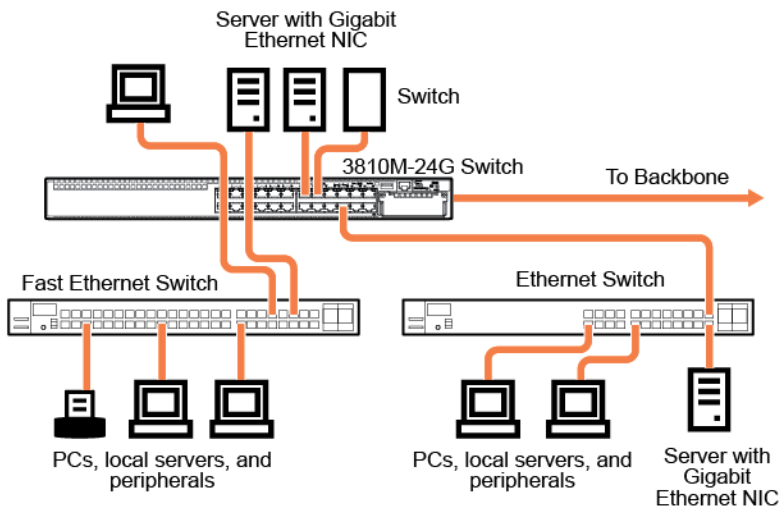 Server with Gigabit
Ethernet NIC
Switch
3810M-24G Switch
To Backbone
Fast Ethernet Switch
Ethernet Switch
PCs, local servers, and
peripherals
PCs, local servers, and
peripherals
Server with
Gigabit
Ethernet NIC